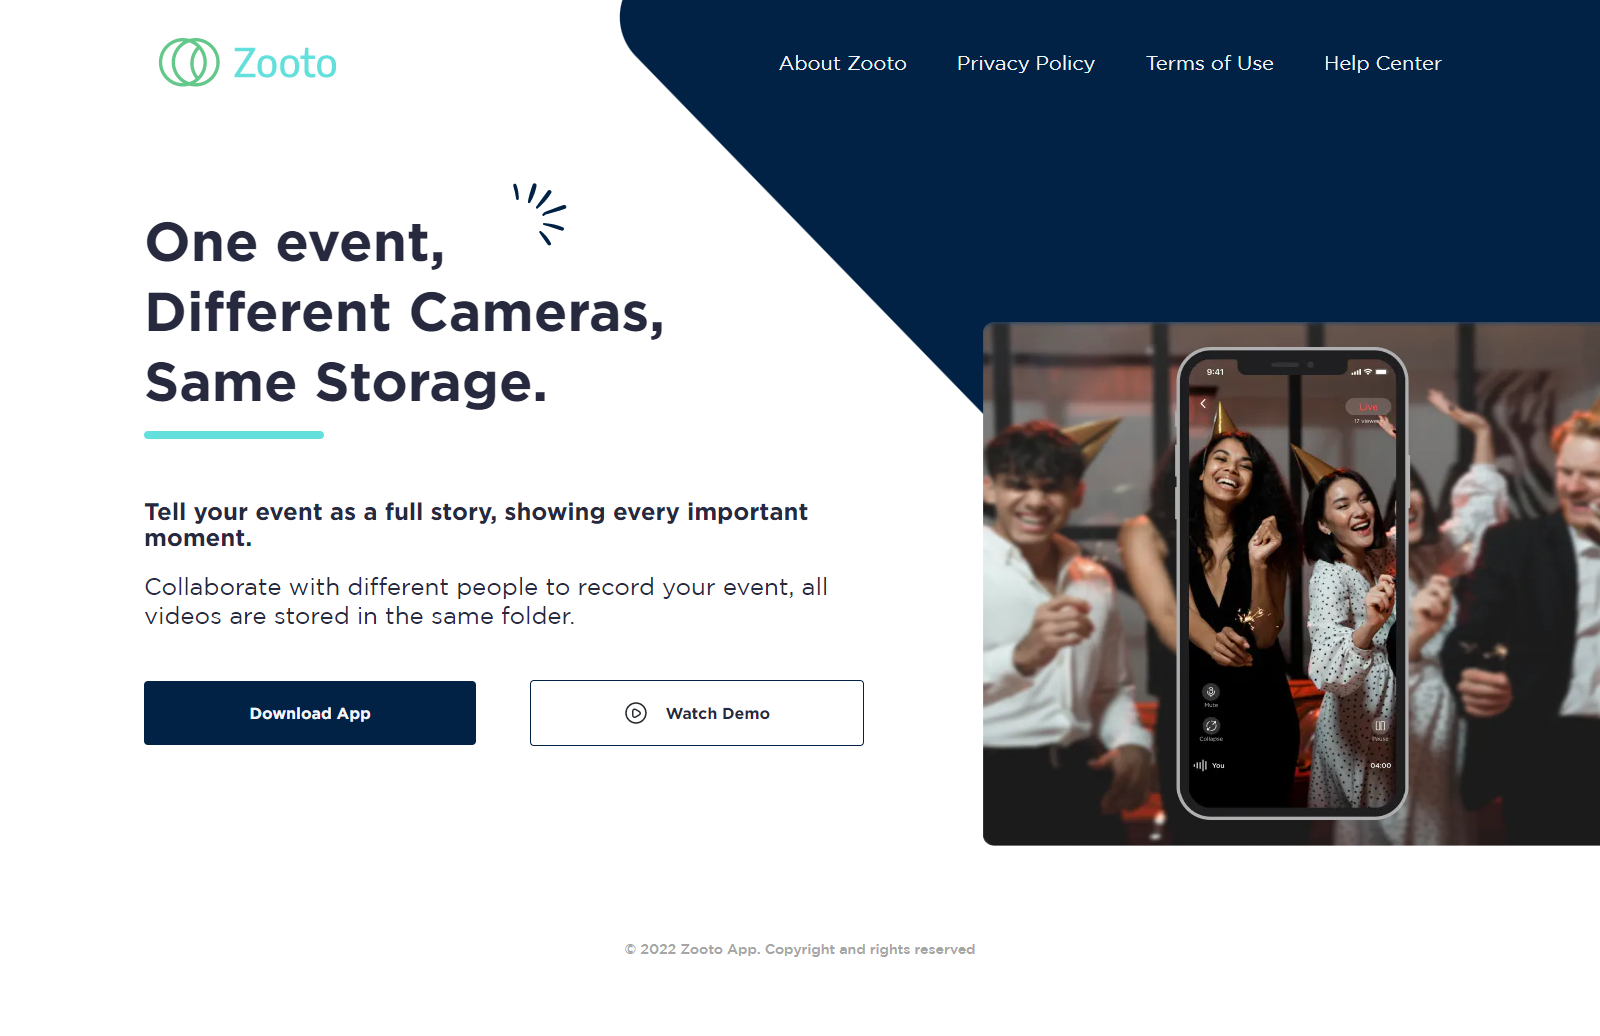 Zooto
About Zooto
Privacy Policy
Terms of Use
Help Center
One event,
Different Cameras,
Same Storage.
Tell your event as a full story, showing every important
moment.
Collaborate with different people to record your event, all
videos are stored in the same folder.
Download App
Watch Demo
9:41
Live
17 viewers
Mute
Collapse
Pause
You
04:00
© 2022 Zooto App. Copyright and rights reserved